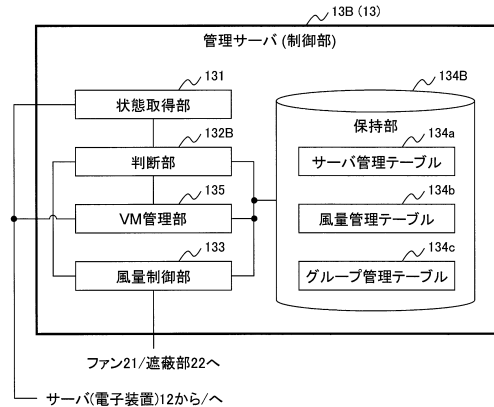 13B (13)
管理サーバ (制御部)
131
状態取得部
132B
判断部
135
VM管理部
133
風量制御部
134B
保持部
134a
サーバ管理テーブル
134b
風量管理テーブル
134c
グループ管理テーブル
ファン21/遮蔽部22へ
サーバ(電子装置)12から/へ